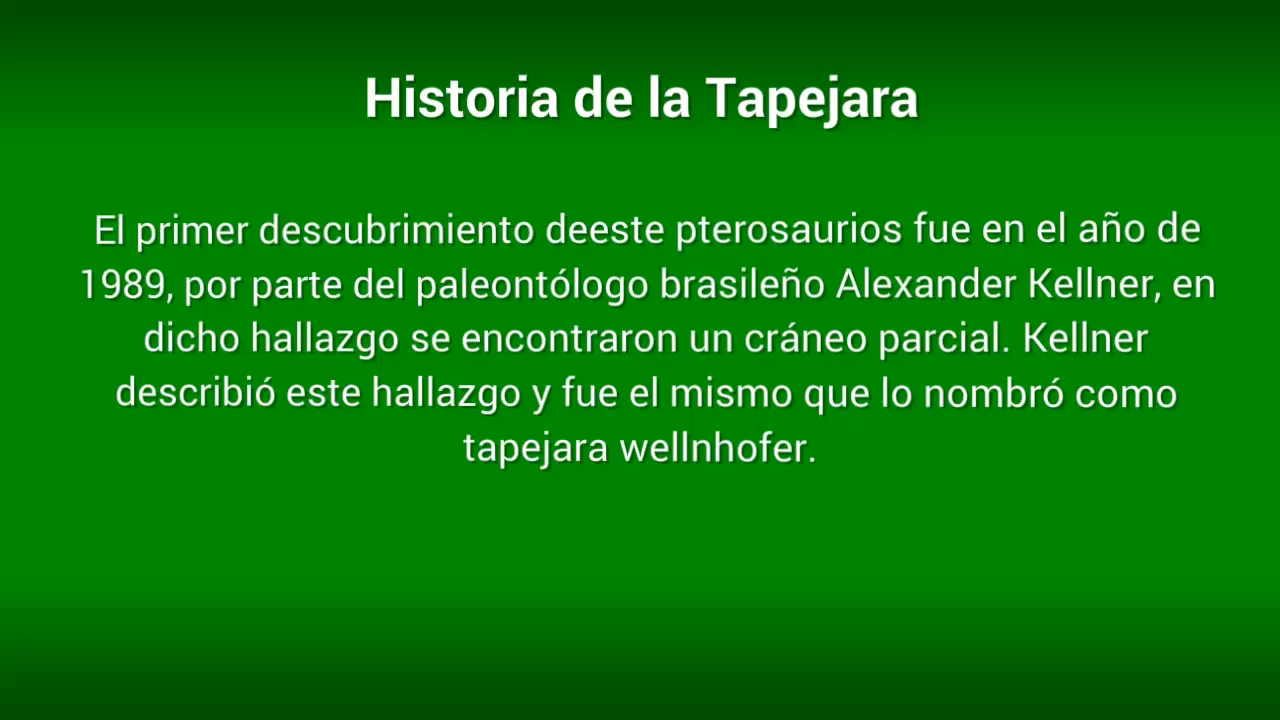 Historia de la Tapejara
El primer descubrimiento deeste pterosaurios fue en el año de
1989, por parte del paleontólogo brasileño Alexander Kellner, en
dicho hallazgo se encontraron un cráneo parcial. Kellner
describió este hallazgo y fue el mismo que lo nombró como
tapejara wellnhofer.